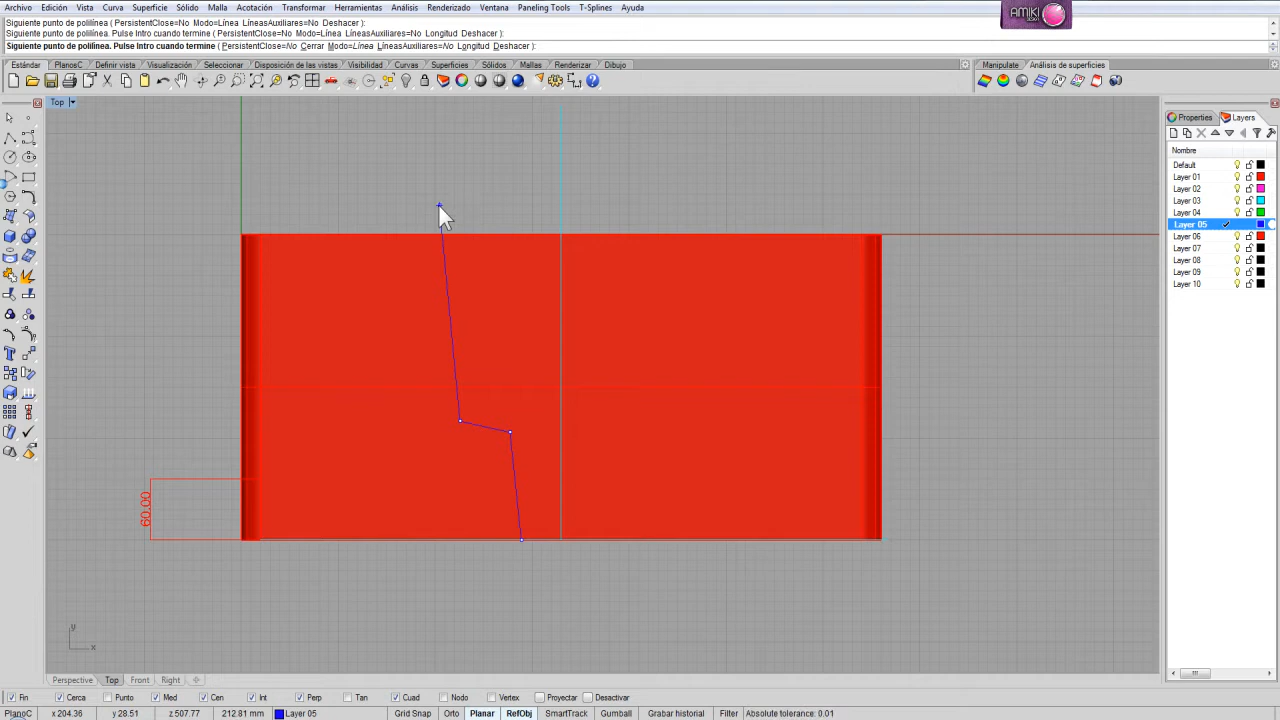 Archivo Edición Vista Curva Superficie Sólido Malla Acotación Transformar Herramientas Análisis Renderizado Ventana Paneling Tools T-Splines Ayuda
AMIKI
Siguiente punto de polilínea ( PersistentClose=No Modo=Línea LíneasAuxiliares=No Deshacer ):
Siguiente punto de polilínea. Pulse Intro cuando termine ( PersistentClose=No Modo=Línea LíneasAuxiliares=No Longitud Deshacer ):
Siguiente punto de polilínea. Pulse Intro cuando termine ( PersistentClose=No Cerrar Modo=Línea LíneasAuxiliares=No Longitud Deshacer ):
Estándar PlanosC Definir vista Visualización Seleccionar Disposición de las vistas Visibilidad Curvas Superficies Sólidos Mallas Renderizar Dibujo Manipulate Análisis de superficies
Top
Properties Layers
Nombre
Default
Layer 01
Layer 02
Layer 03
Layer 04
Layer 05
Layer 06
Layer 07
Layer 08
Layer 09
Layer 10
60.00
y
x
Perspective Top Front Right
Fin Cerca Punto Med Cen Int Perp Tan Cuad Nodo Vertex Proyectar Desactivar
PlanoC x 204.36 y 28.51 z 507.77 212.81 mm Layer 05 Grid Snap Orto Planar RefObj SmartTrack Gumball Grabar historial Filter Absolute tolerance: 0.01